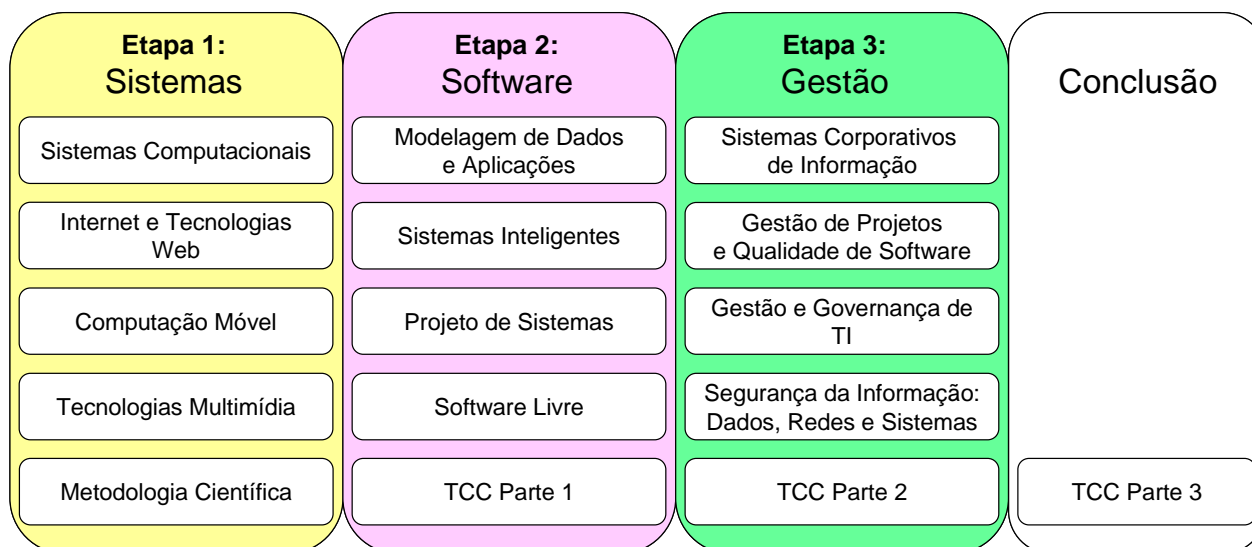 Etapa 1:
Sistemas
Sistemas Computacionais
Internet e Tecnologias
Web
Computação Móvel
Tecnologias Multimídia
Metodologia Científica
Etapa 2:
Software
Modelagem de Dados
e Aplicações
Sistemas Inteligentes
Projeto de Sistemas
Software Livre
TCC Parte 1
Etapa 3:
Gestão
Sistemas Corporativos
de Informação
Gestão de Projetos
e Qualidade de Software
Gestão e Governança de
TI
Segurança da Informação:
Dados, Redes e Sistemas
TCC Parte 2
Conclusão
TCC Parte 3